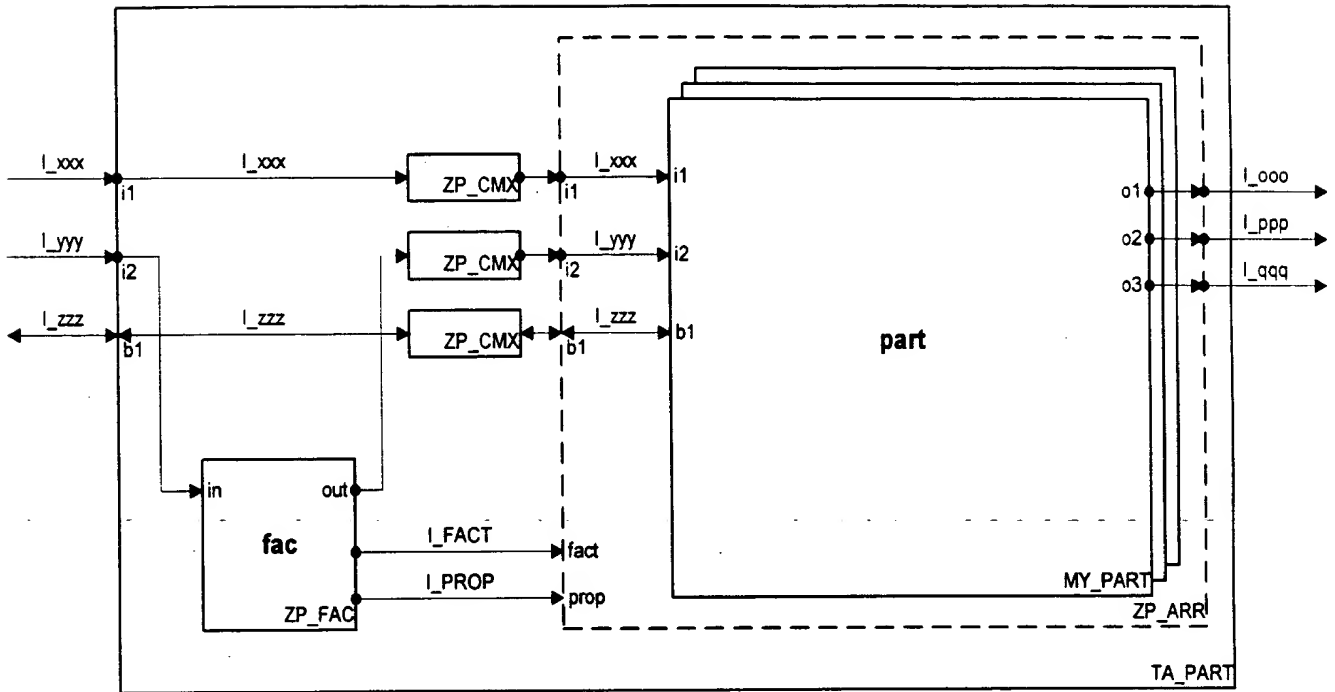 I_xxx
I_xxx
ZP_CMX
I_xxx
i1
i1
i1
o1
I_ooo
I_yyy
ZP_CMX
I_yyy
i2
i2
i2
o2
I_ppp
I_zzz
I_zzz
ZP_CMX
I_zzz
b1
b1
b1
o3
I_qqq
part
in
out
fac
I_FACT
fact
I_PROP
prop
ZP_FAC
MY_PART
ZP_ARR
TA_PART